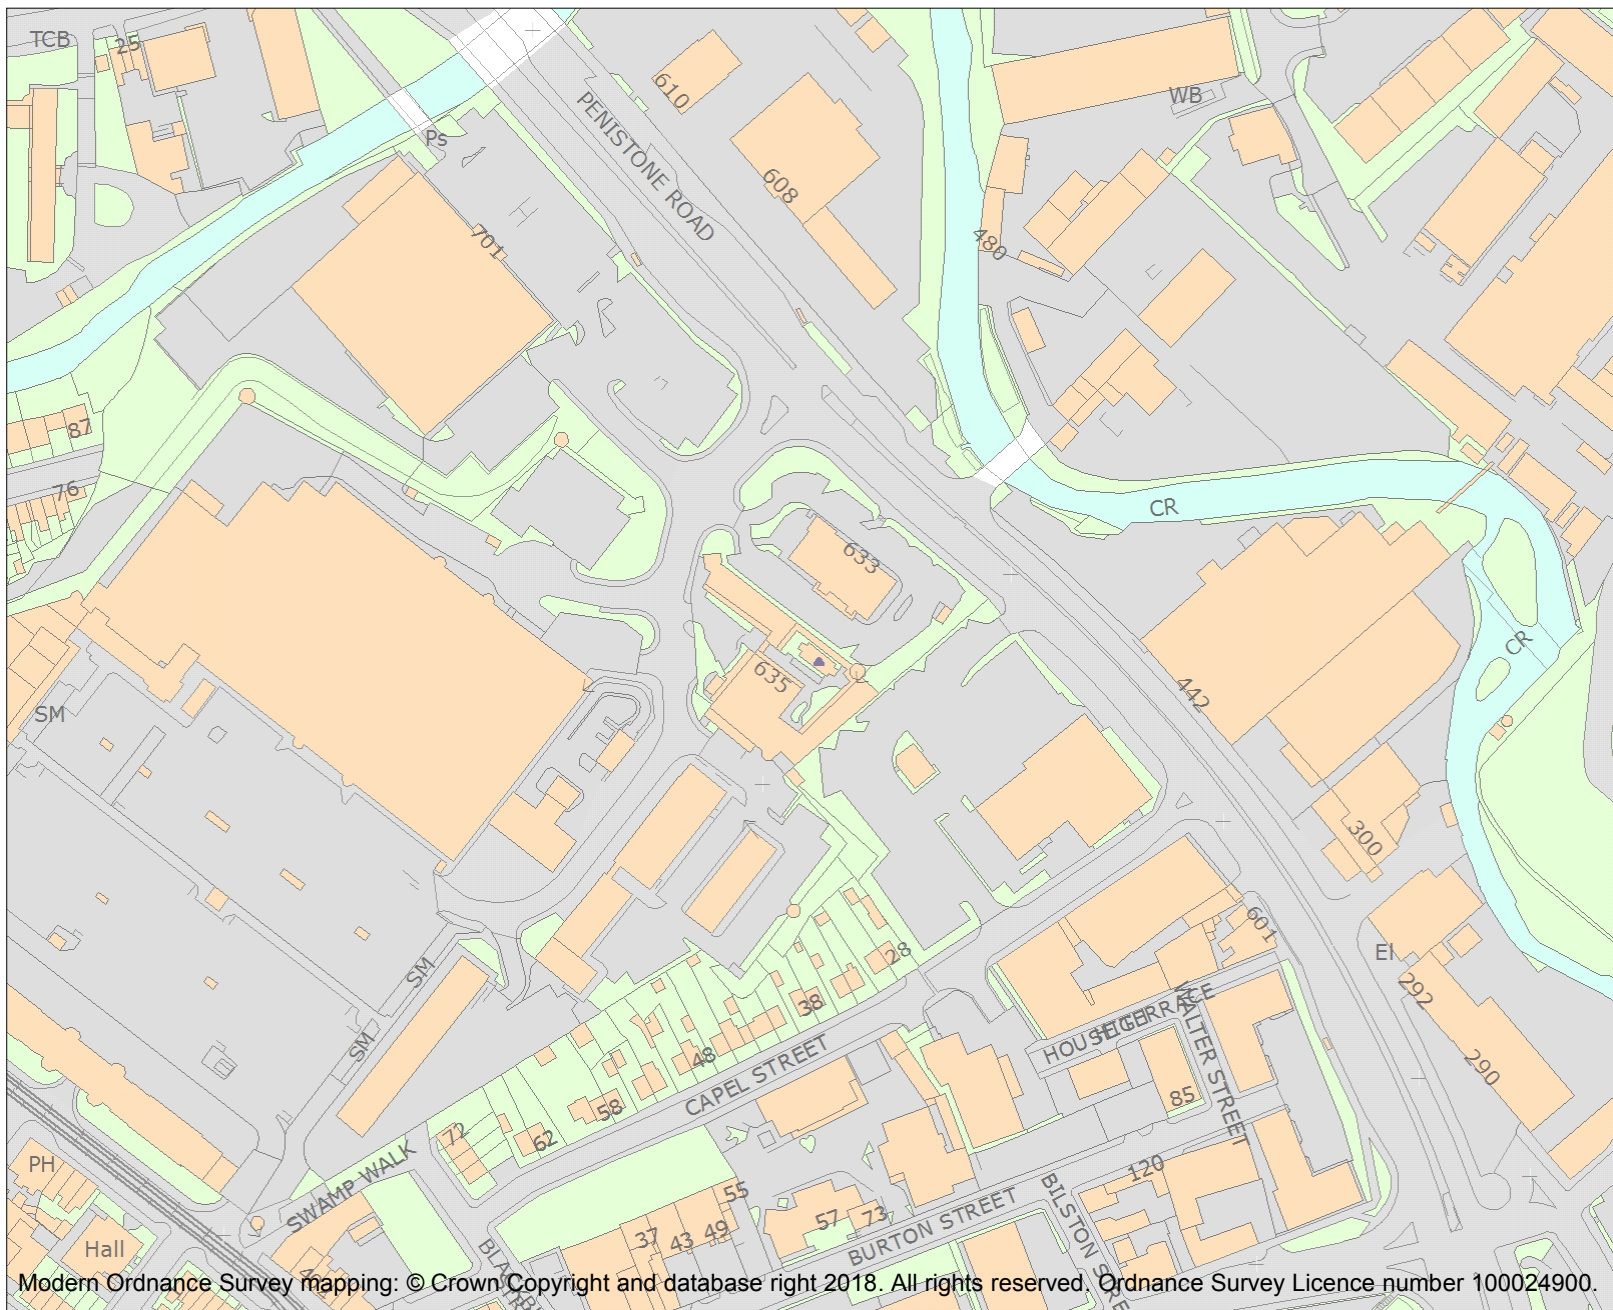 TCB
25
Ps
610
PENISTONE ROAD
WB
608
701
480
87
76
CR
633
CR
635
SM
442
300
601
EI
28
292
SM
38
HOUSE
TERRACE
WALTER STREET
48
SM
CAPEL STREET
290
58
85
72
62
PH
SWAMP WALK
120
55
57
73
BURTON STREET
37
43
49
Hall
Modern Ordnance Survey mapping: © Crown Copyright and database right 2018. All rights reserved. Ordnance Survey Licence number 100024900.